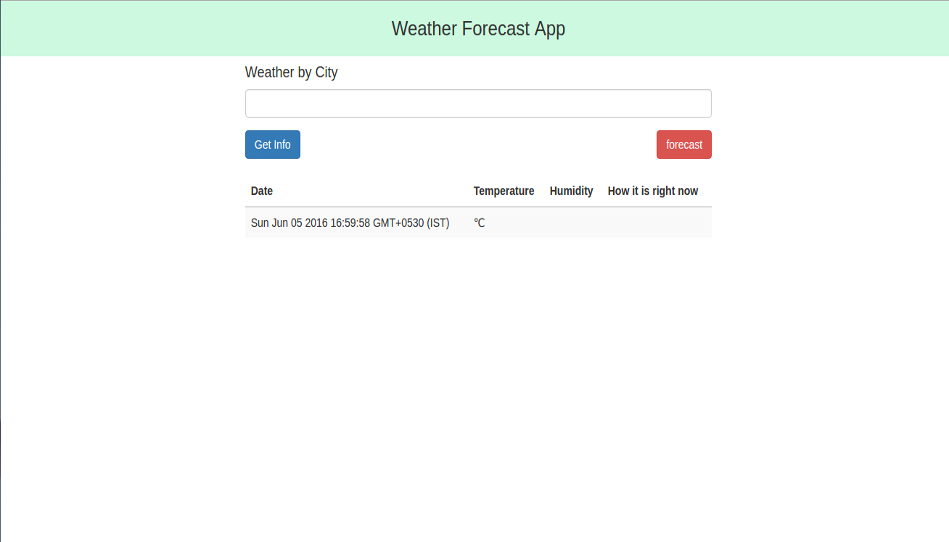 Weather Forecast App
Weather by City
Get Info forecast
Date Temperature Humidity How it is right now
Sun Jun 05 2016 16:59:58 GMT+0530 (IST) ℃